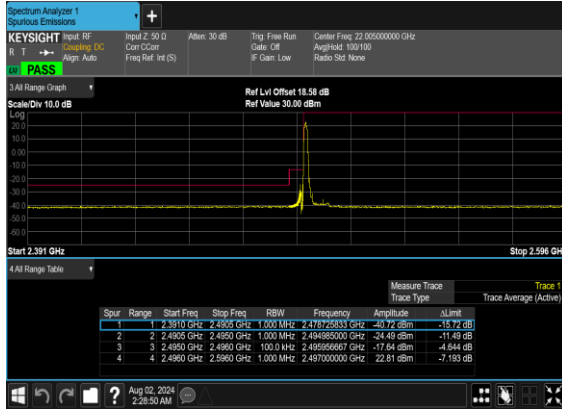 Spectrum Analyzer 1
Spurious Emissions
KEYSIGHT Input: RF Input Z: 50 Ω Atten: 30 dB Trig: Free Run Center Freq: 22.005000000 GHz
R T Coupling: DC Corr CCorr Gate: Off Avg|Hold: 100/100
Align: Auto Freq Ref: Int (S) IF Gain: Low Radio Std: None
PASS
3 All Range Graph
Ref Lvl Offset 18.58 dB
Scale/Div 10.0 dB Ref Value 30.00 dBm
Log
20.0
10.0
0.00
-10.0
-20.0
-30.0
-40.0
-50.0
-60.0
Start 2.391 GHz Stop 2.596 GHz
4 All Range Table
Measure Trace Trace 1
Trace Type Trace Average (Active)
Spur Range Start Freq Stop Freq RBW Frequency Amplitude ΔLimit
1 1 2.3910 GHz 2.4905 GHz 1.000 MHz 2.478725833 GHz -40.72 dBm -15.72 dB
2 2 2.4905 GHz 2.4950 GHz 1.000 MHz 2.494985000 GHz -24.49 dBm -11.49 dB
3 3 2.4950 GHz 2.4960 GHz 100.0 kHz 2.495956667 GHz -17.64 dBm -4.644 dB
4 4 2.4960 GHz 2.5960 GHz 1.000 MHz 2.497000000 GHz 22.81 dBm -7.193 dB
Aug 02, 2024
2:28:50 AM